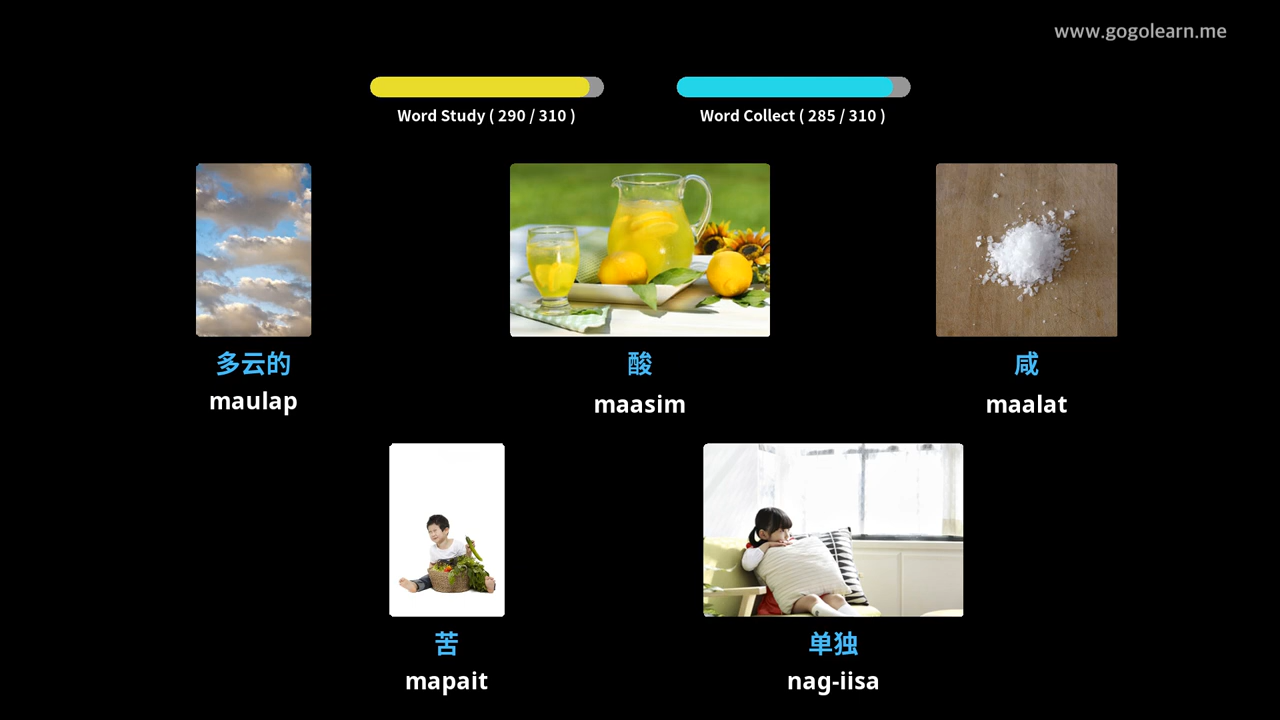 www.gogolearn.me
Word Study ( 290 / 310 )
Word Collect ( 285 / 310 )
多云的
maulap
酸
maasim
咸
maalat
苦
mapait
单独
nag-iisa